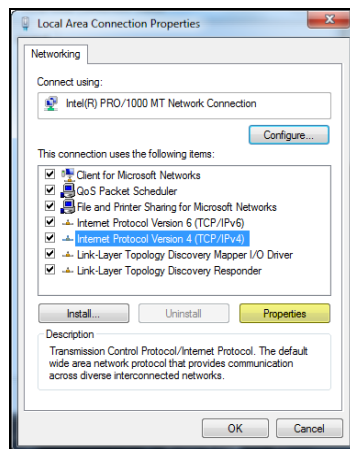 Local Area Connection Properties
Networking
Connect using:
Intel(R) PRO/1000 MT Network Connection
Configure...
This connection uses the following items:
Client for Microsoft Networks
QoS Packet Scheduler
File and Printer Sharing for Microsoft Networks
Internet Protocol Version 6 (TCP/IPv6)
Internet Protocol Version 4 (TCP/IPv4)
Link-Layer Topology Discovery Mapper I/O Driver
Link-Layer Topology Discovery Responder
Install... Uninstall Properties
Description
Transmission Control Protocol/Internet Protocol. The default
wide area network protocol that provides communication
across diverse interconnected networks.
OK Cancel